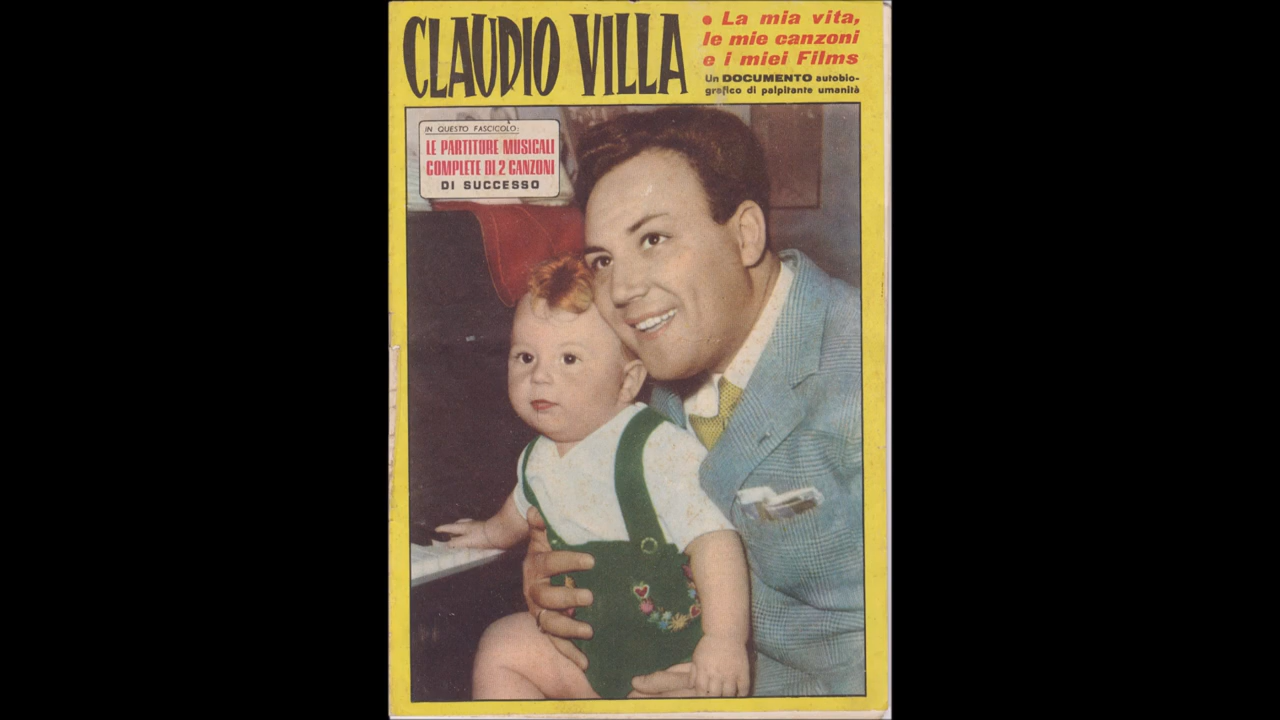 CLAUDIO VILLA
• La mia vita,
le mie canzoni
e i miei Films
Un DOCUMENTO autobio-
grafico di palpitante umanità
IN QUESTO FASCICOLO:
LE PARTITURE MUSICALI
COMPLETE DI 2 CANZONI
DI SUCCESSO